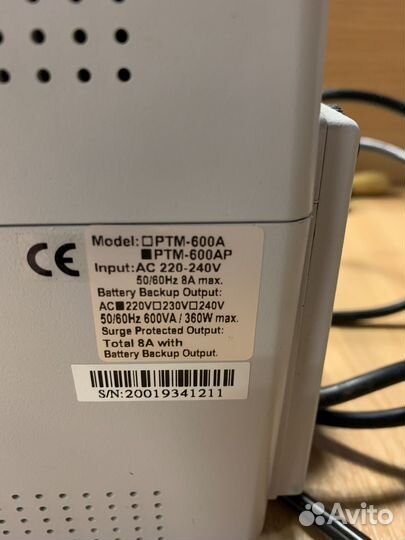 CE
Model:☐PTM-600A
■PTM-600AP
Input:AC 220-240V
50/60Hz 8A max.
Battery Backup Output:
AC■220V☐230V☐240V
50/60Hz 600VA / 360W max.
Surge Protected Output:
Total 8A with
Battery Backup Output.
S/N:20019341211
Avito